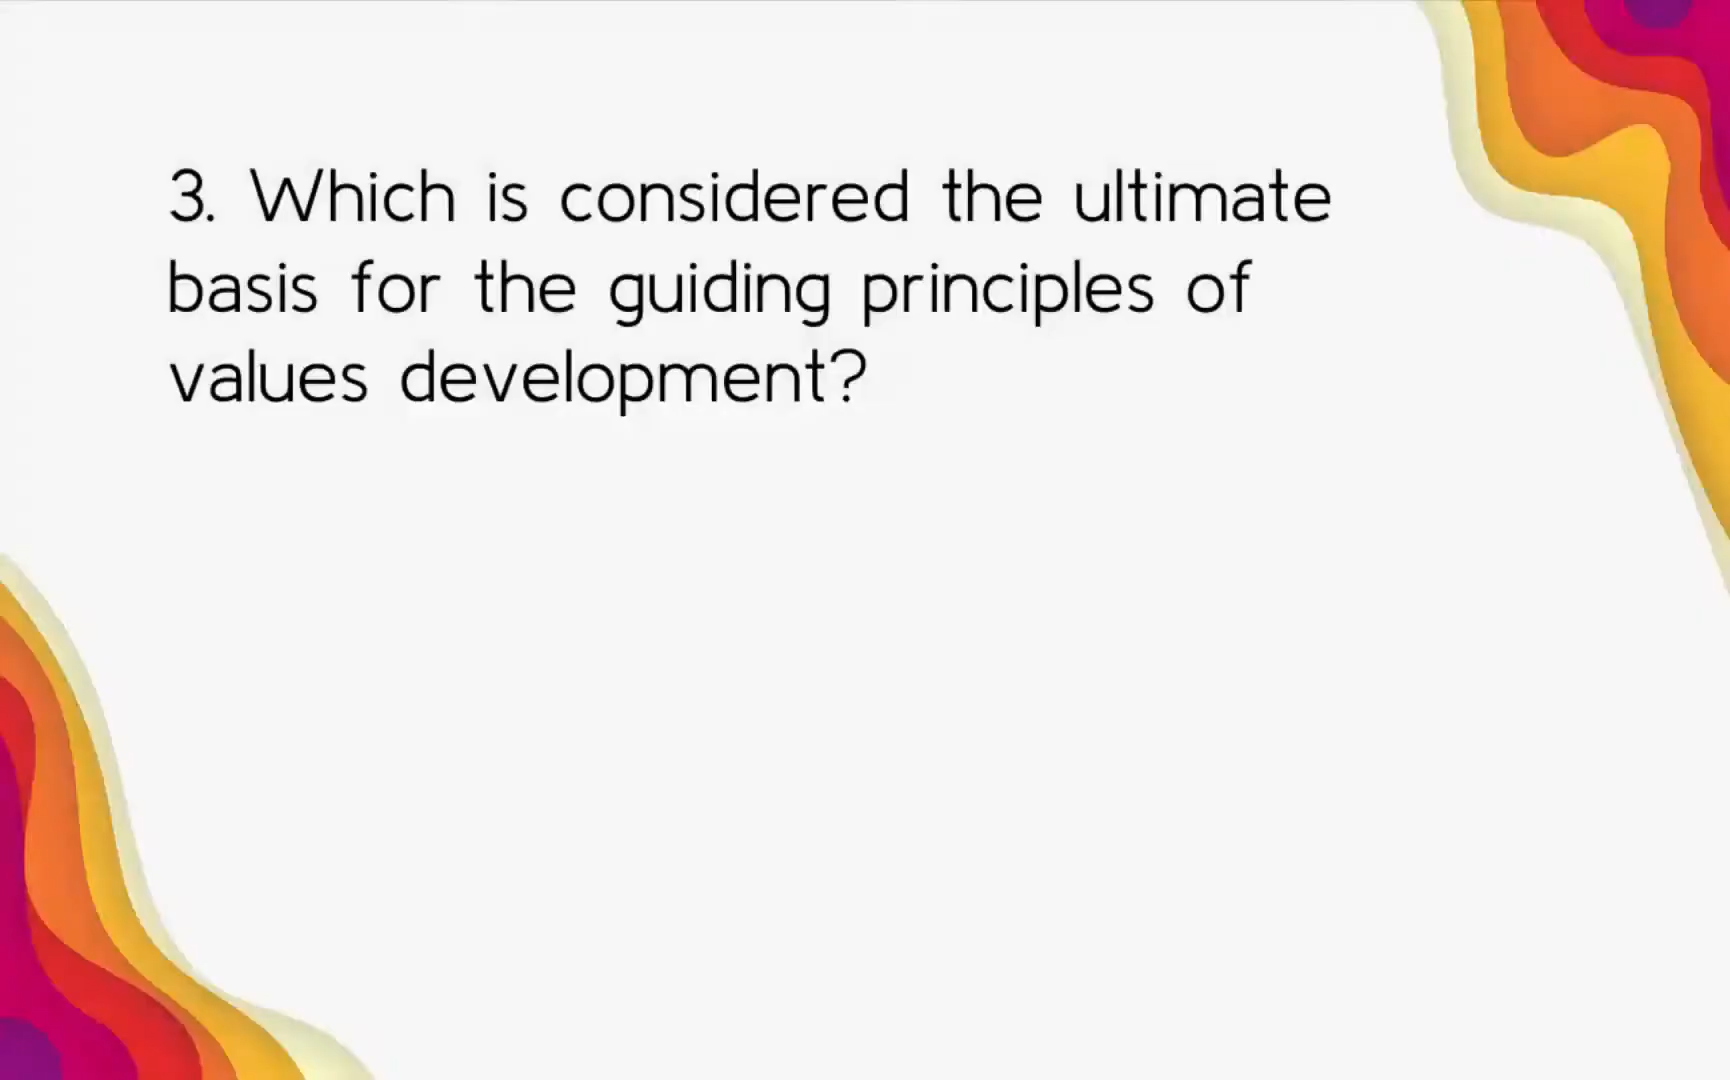 3. Which is considered the ultimate
basis for the guiding principles of
values development?